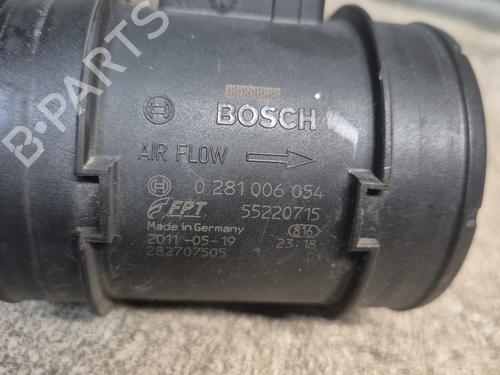 B-PARTS
BOSCH
AIR FLOW
0 281 006 054
FPT 55220715
Made in Germany 816
2011-05-19 23:18
282707505